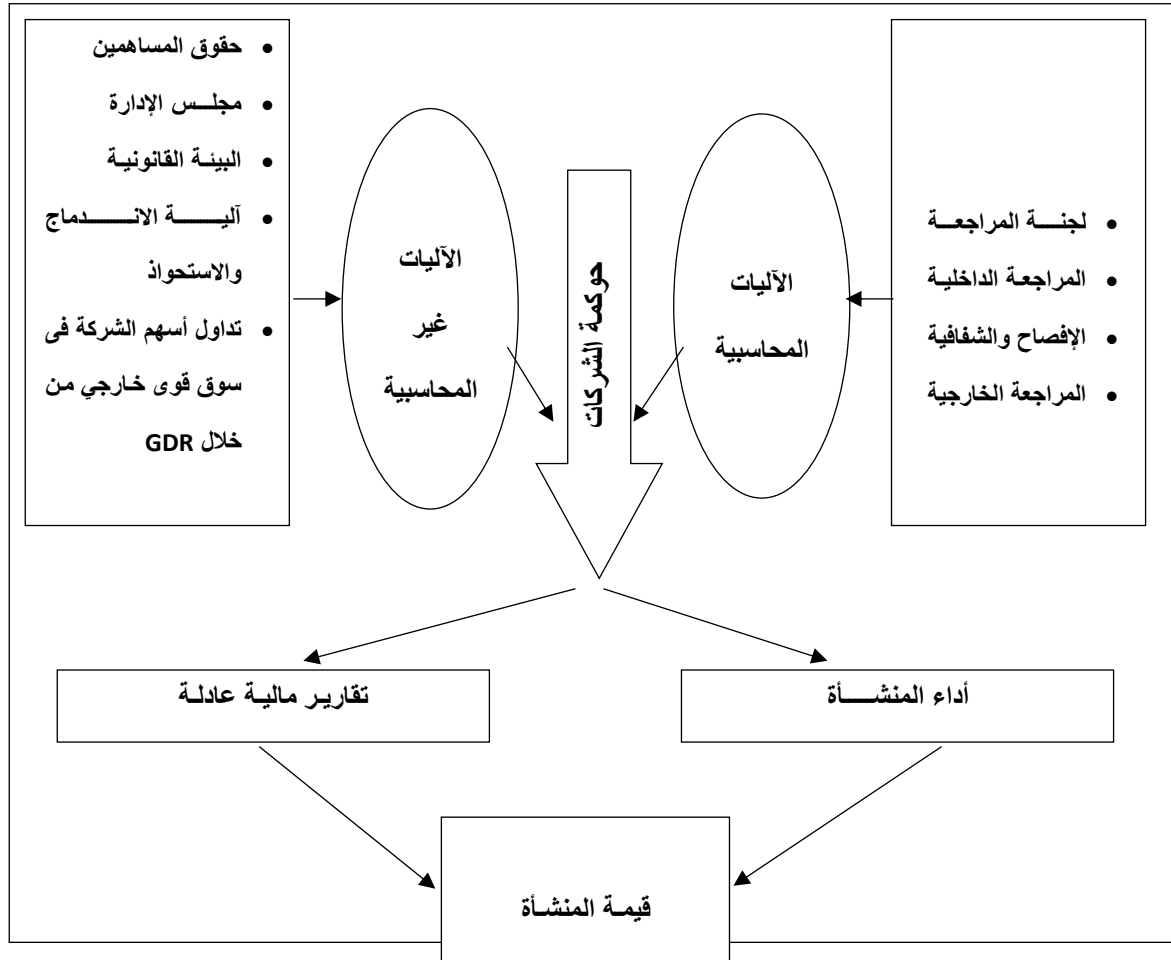 • لجنة المراجعة
• المراجعة الداخلية
• الإفصاح والشفافية
• المراجعة الخارجية
الآليات
المحاسبية
حوكمة الشركات
الآليات
غير
المحاسبية
• حقوق المساهمين
• مجلس الإدارة
• البيئة القانونية
• آلية الاندماج
والاستحواذ
• تداول أسهم الشركة فى
سوق قوى خارجي من
خلال GDR
أداء المنشأة
تقارير مالية عادلة
قيمة المنشأة